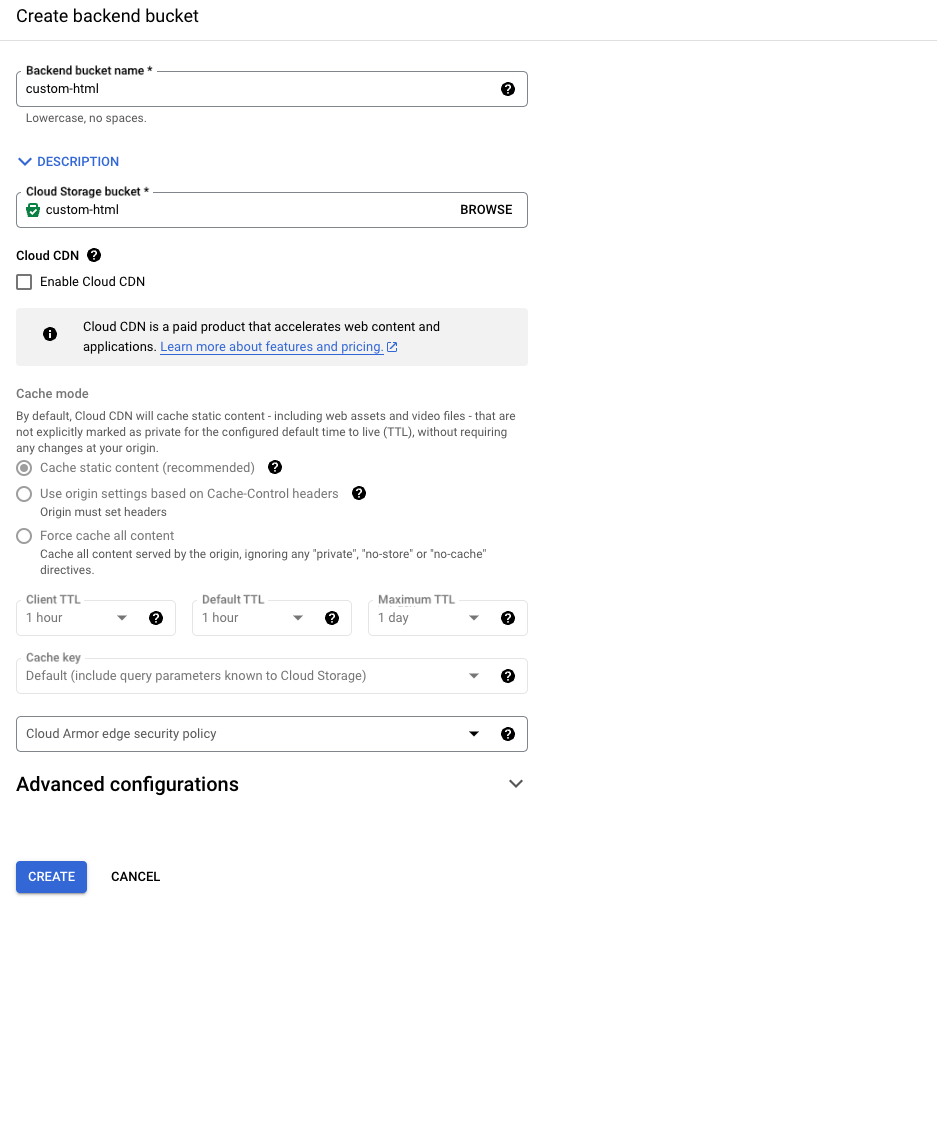 Create backend bucket
Backend bucket name *
custom-html
Lowercase, no spaces.
DESCRIPTION
Cloud Storage bucket *
custom-html
BROWSE
Cloud CDN
Enable Cloud CDN
Cloud CDN is a paid product that accelerates web content and
applications. Learn more about features and pricing.
Cache mode
By default, Cloud CDN will cache static content - including web assets and video files - that are
not explicitly marked as private for the configured default time to live (TTL), without requiring
any changes at your origin.
Cache static content (recommended)
Use origin settings based on Cache-Control headers
Origin must set headers
Force cache all content
Cache all content served by the origin, ignoring any "private", "no-store" or "no-cache"
directives.
Client TTL
1 hour
Default TTL
1 hour
Maximum TTL
1 day
Cache key
Default (include query parameters known to Cloud Storage)
Cloud Armor edge security policy
Advanced configurations
CREATE
CANCEL